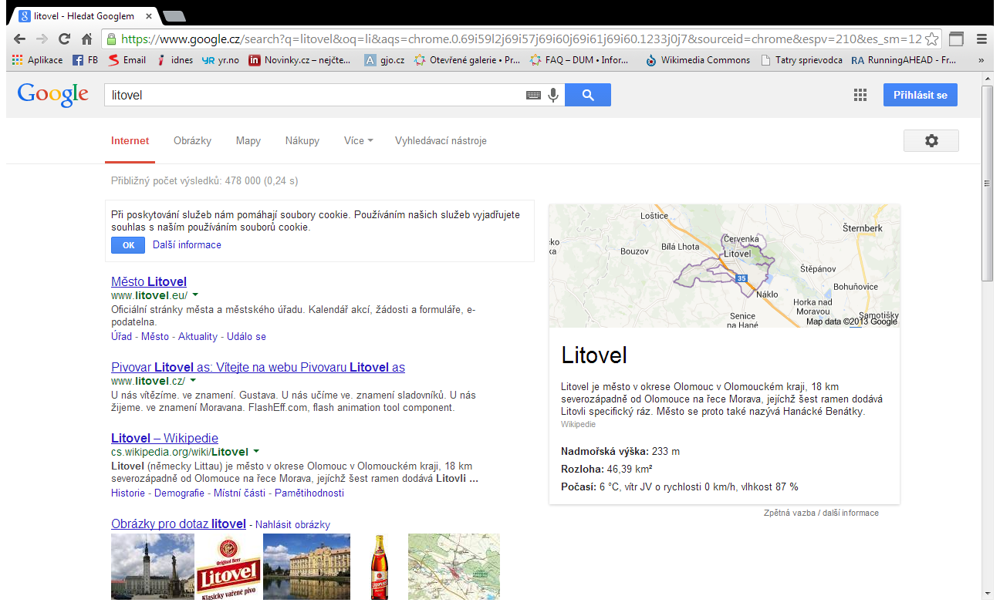 litovel - Hledat Googlem
https://www.google.cz/search?q=litovel&oq=li&aqs=chrome.0.69i59l2j69i57j69i60j69i61j69i60.1233j0j7&sourceid=chrome&espv=210&es_sm=12
Aplikace FB Email idnes yr.no Novinky.cz – nejčte... gjo.cz Otevřené galerie • Pr... FAQ – DUM • Infor... Wikimedia Commons Tatry sprievodca RunningAHEAD - Fr... »
Google
litovel
Přihlásit se
Internet Obrázky Mapy Nákupy Více Vyhledávací nástroje
Přibližný počet výsledků: 478 000 (0,24 s)
Při poskytování služeb nám pomáhají soubory cookie. Používáním našich služeb vyjadřujete
souhlas s naším používáním souborů cookie.
OK Další informace
Město Litovel
www.litovel.eu/
Oficiální stránky města a městského úřadu. Kalendář akcí, žádosti a formuláře, e-
podatelna.
Úřad - Město - Aktuality - Událo se
Pivovar Litovel as: Vítejte na webu Pivovaru Litovel as
www.litovel.cz/
U nás vítězíme. ve znamení. Gustava. U nás učíme ve. znamení sladovníků. U nás
žijeme. ve znamení Moravana. FlashEff.com, flash animation tool component.
Litovel – Wikipedie
cs.wikipedia.org/wiki/Litovel
Litovel (německy Littau) je město v okrese Olomouc v Olomouckém kraji, 18 km
severozápadně od Olomouce na řece Morava, jejíchž šest ramen dodává Litovli ...
Historie - Demografie - Místní části - Pamětihodnosti
Obrázky pro dotaz litovel - Nahlásit obrázky
Original Beer
Litovel
Klasicky vařené pivo
Loštice
Šternberk
Červenka
Bílá Lhota
Bouzov
Litovel
Štěpánov
35
Bohuňovice
Náklo
Horka nad
Moravou
Senice
na Hané
Samotišky
Map data ©2013 Google
Litovel
Litovel je město v okrese Olomouc v Olomouckém kraji, 18 km
severozápadně od Olomouce na řece Morava, jejíchž šest ramen dodává
Litovli specifický ráz. Město se proto také nazývá Hanácké Benátky.
Wikipedie
Nadmořská výška: 233 m
Rozloha: 46,39 km²
Počasí: 6 °C, vítr JV o rychlosti 0 km/h, vlhkost 87 %
Zpětná vazba / další informace